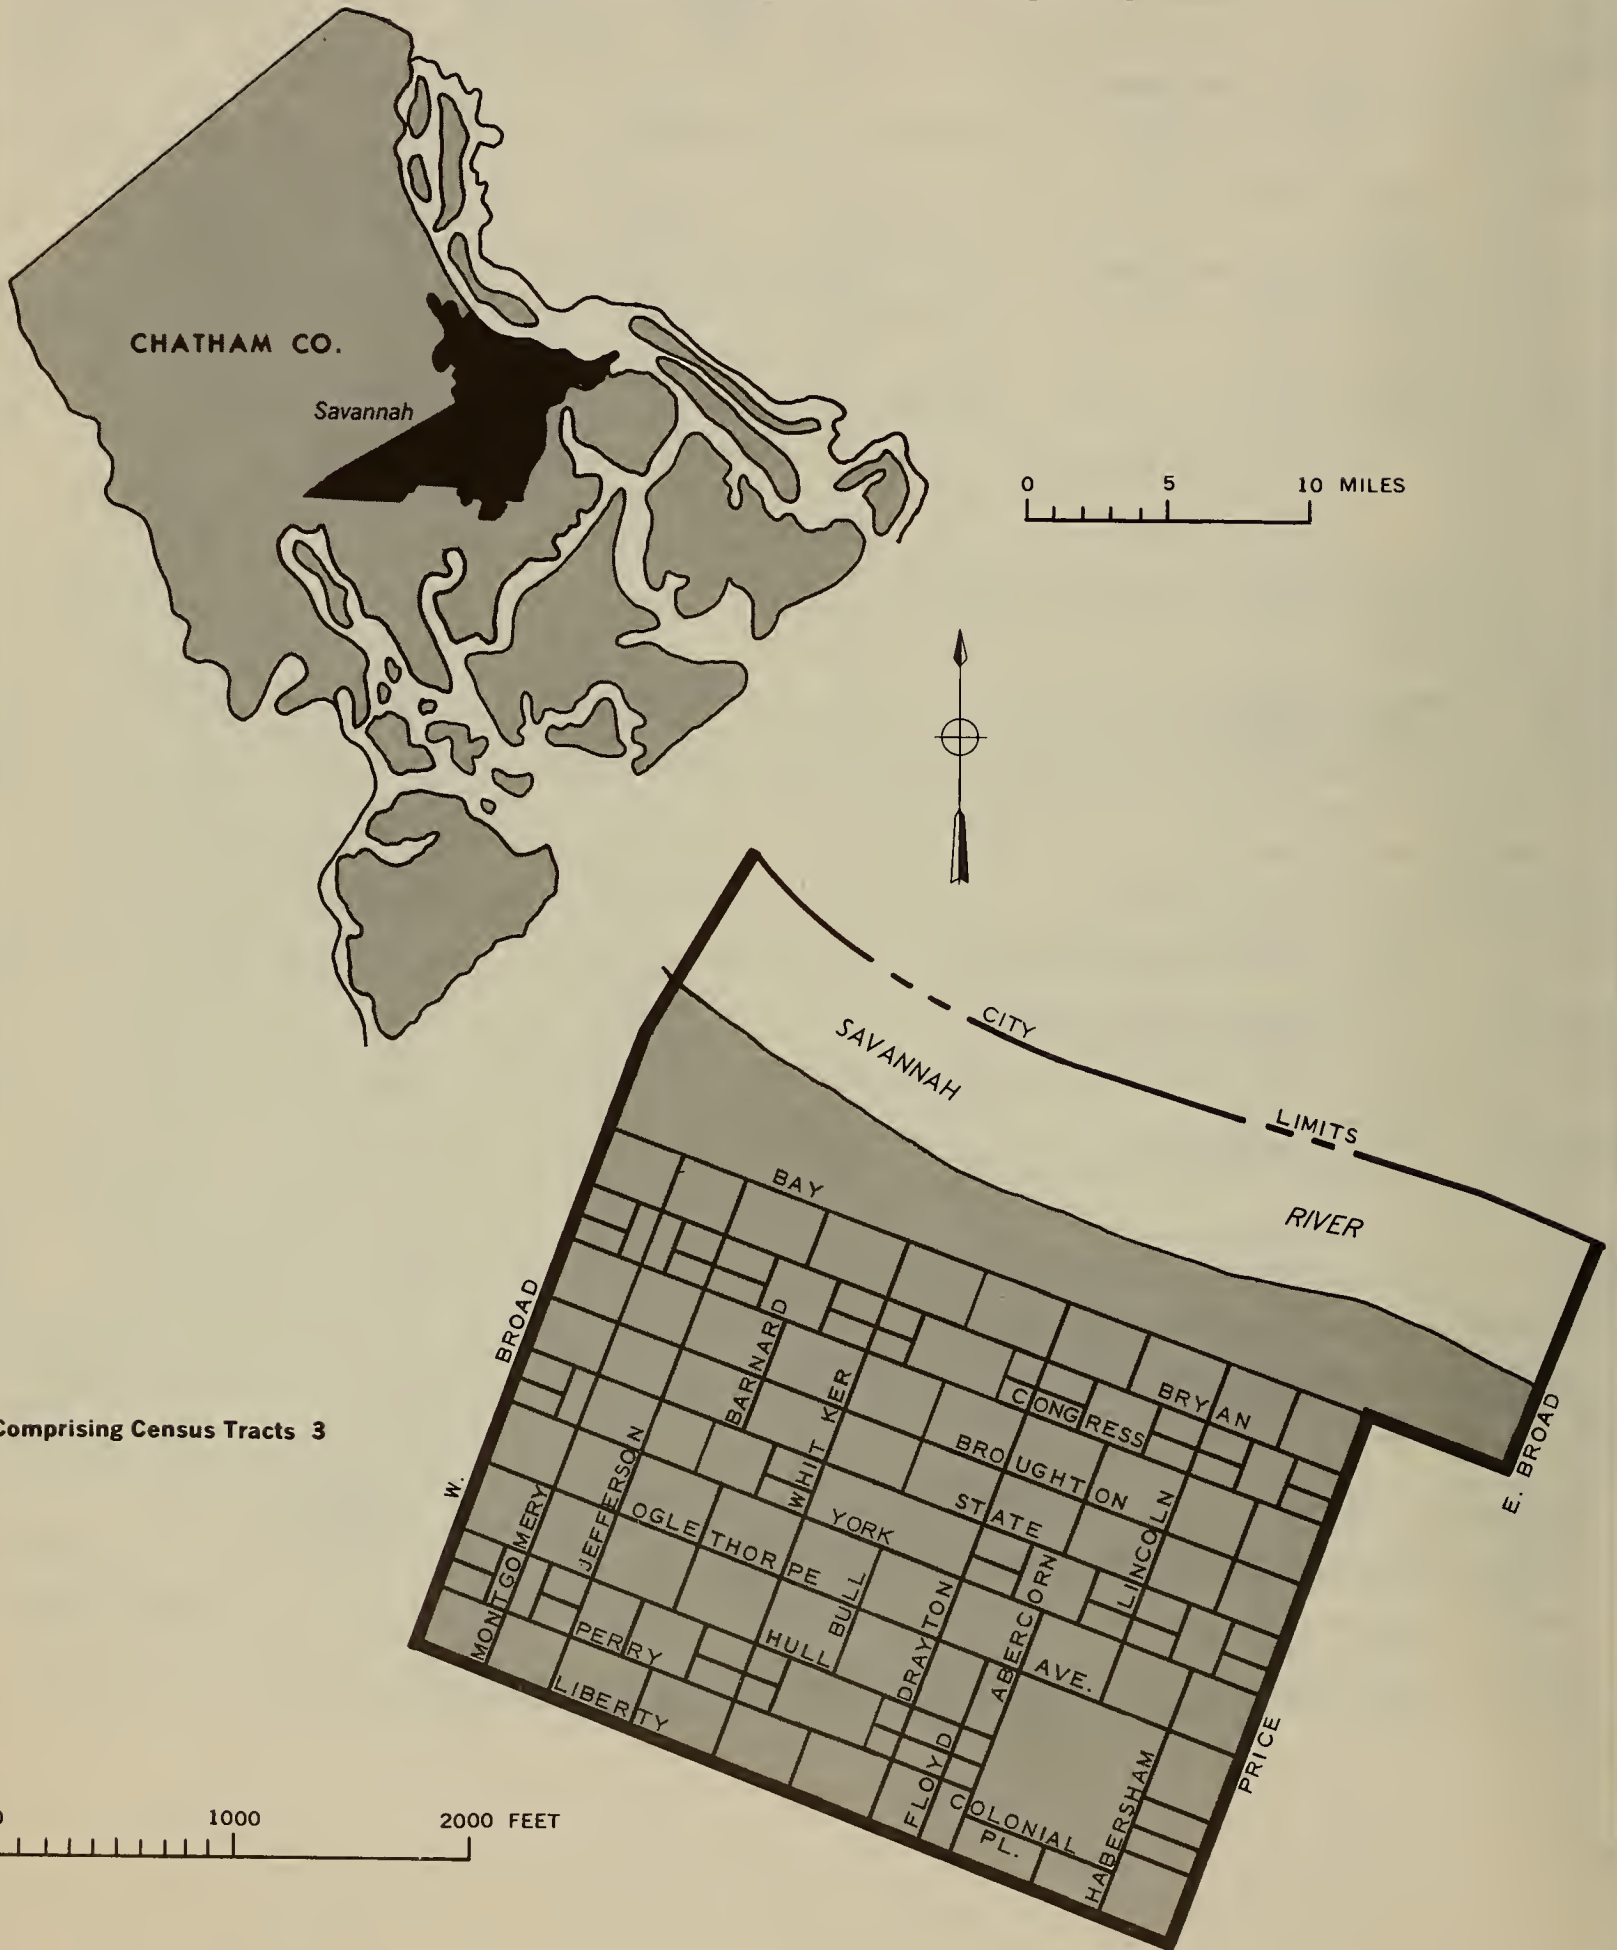 CHATHAM CO.
Savannah
0 5 10 MILES
CITY
LIMITS
SAVANNAH
RIVER
BAY
BRYAN
CONGRESS
BROUGHTON
STATE
YORK
OGLETHORPE
AVE.
HULL
PERRY
LIBERTY
COLONIAL
PL.
W.
BROAD
MONTGOMERY
JEFFERSON
BARNARD
WHITKER
BULL
DRAYTON
FLOYD
ABERCORN
LINCOLN
HABERSHAM
PRICE
E. BROAD
Comprising Census Tracts 3
0 1000 2000 FEET